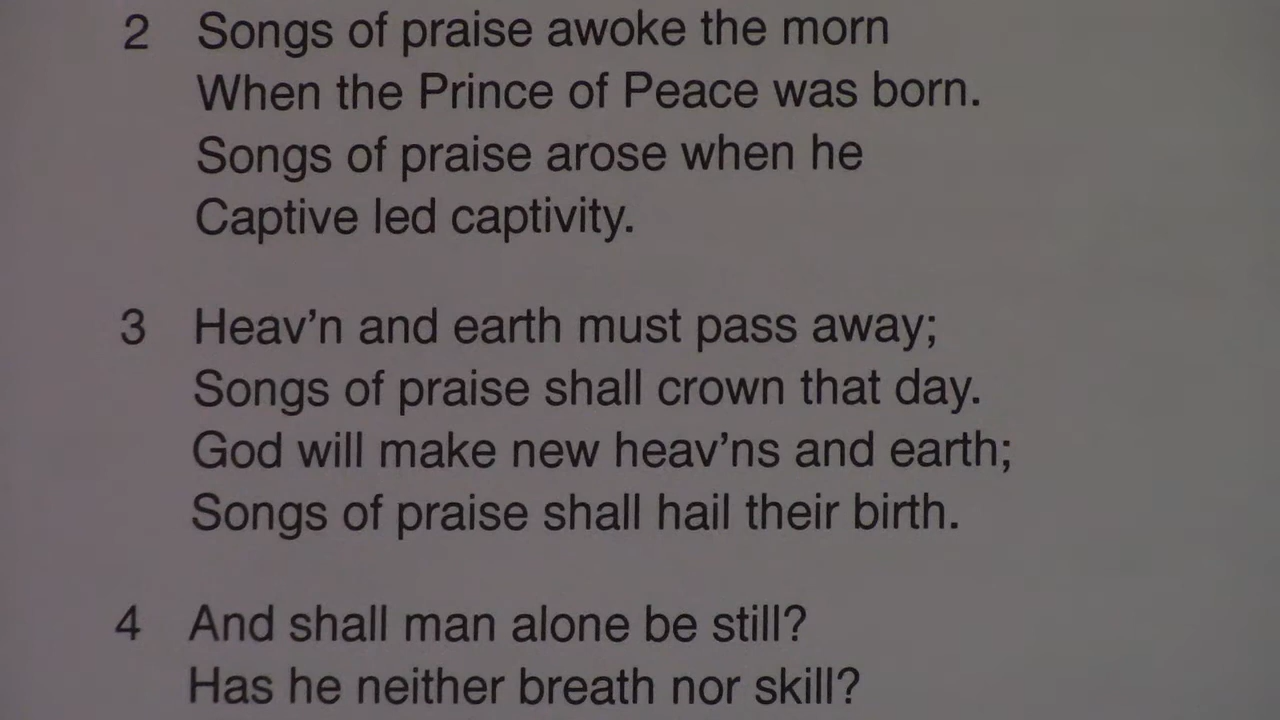 2 Songs of praise awoke the morn
When the Prince of Peace was born.
Songs of praise arose when he
Captive led captivity.
3 Heav’n and earth must pass away;
Songs of praise shall crown that day.
God will make new heav’ns and earth;
Songs of praise shall hail their birth.
4 And shall man alone be still?
Has he neither breath nor skill?